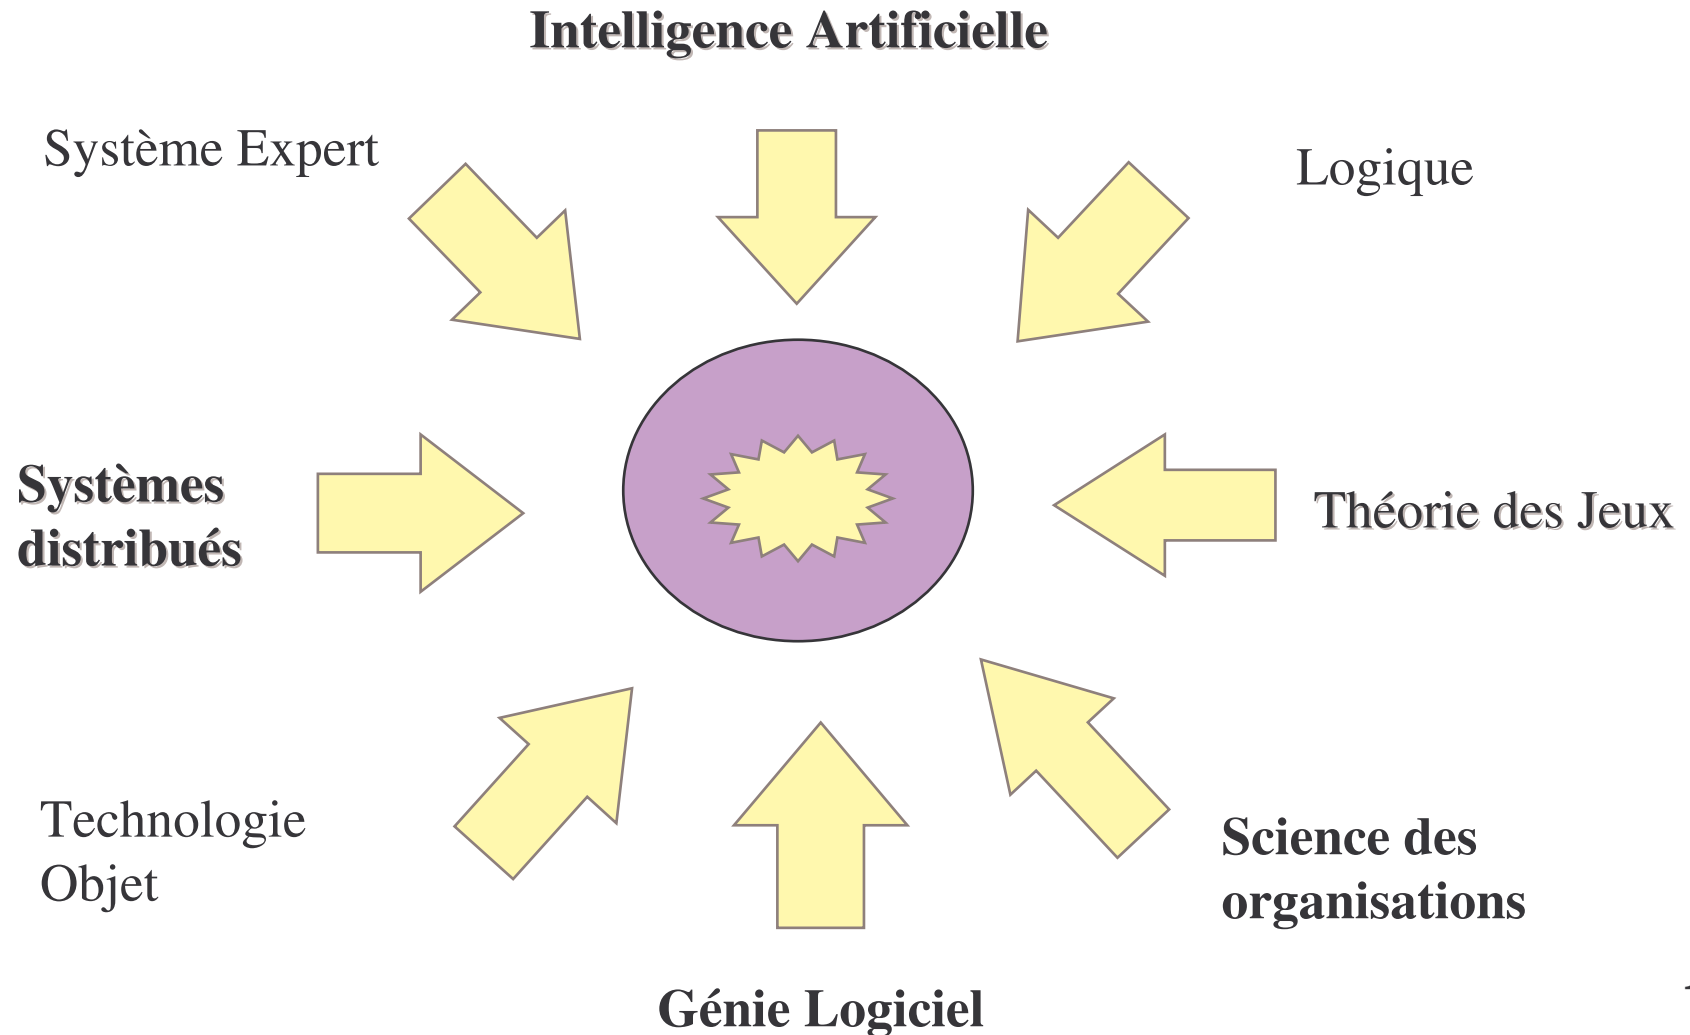 Intelligence Artificielle
Système Expert
Logique
Systèmes
distribués
Théorie des Jeux
Technologie
Objet
Science des
organisations
Génie Logiciel